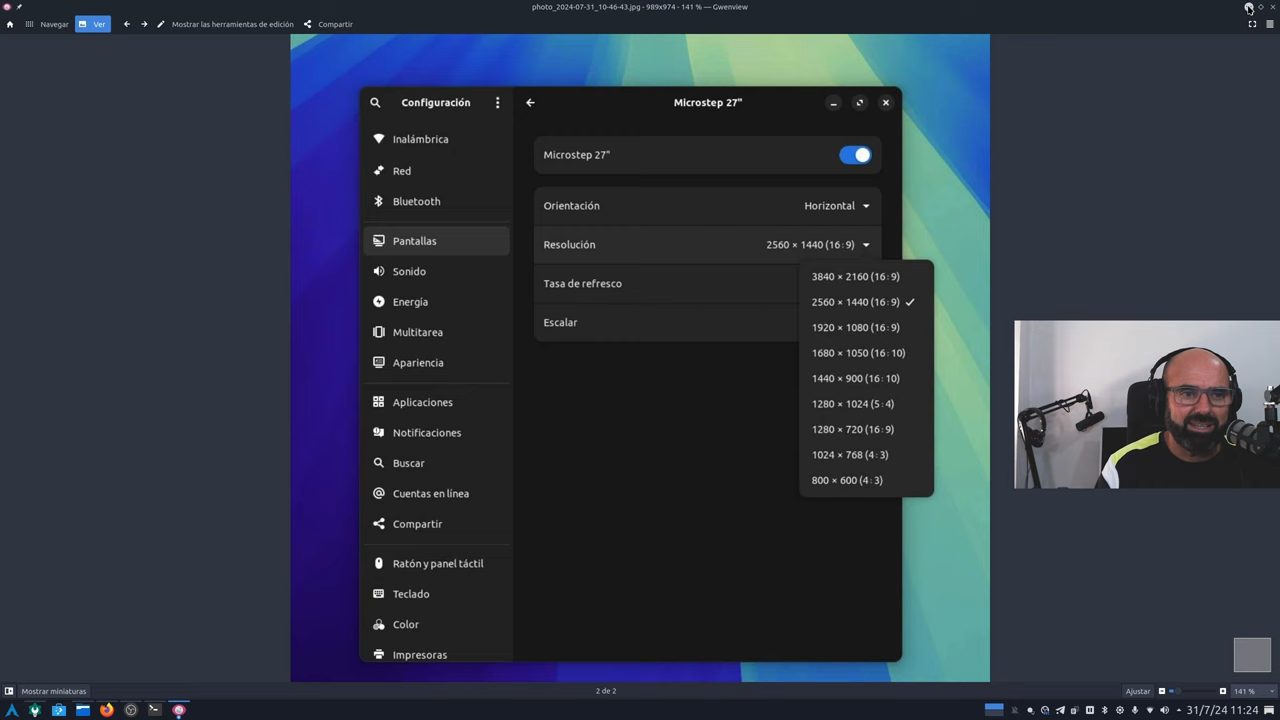 photo_2024-07-31_10-46-43.jpg - 989x974 - 141 % — Gwenview
Navegar
Ver
Mostrar las herramientas de edición
Compartir
Configuración
Microstep 27"
Inalámbrica
Red
Bluetooth
Pantallas
Sonido
Energía
Multitarea
Apariencia
Aplicaciones
Notificaciones
Buscar
Cuentas en línea
Compartir
Ratón y panel táctil
Teclado
Color
Impresoras
Microstep 27"
Orientación
Horizontal
Resolución
2560 × 1440 (16∶9)
Tasa de refresco
Escalar
3840 × 2160 (16∶9)
2560 × 1440 (16∶9)
1920 × 1080 (16∶9)
1680 × 1050 (16∶10)
1440 × 900 (16∶10)
1280 × 1024 (5∶4)
1280 × 720 (16∶9)
1024 × 768 (4∶3)
800 × 600 (4∶3)
Mostrar miniaturas
2 de 2
Ajustar
141 %
31/7/24
11:24